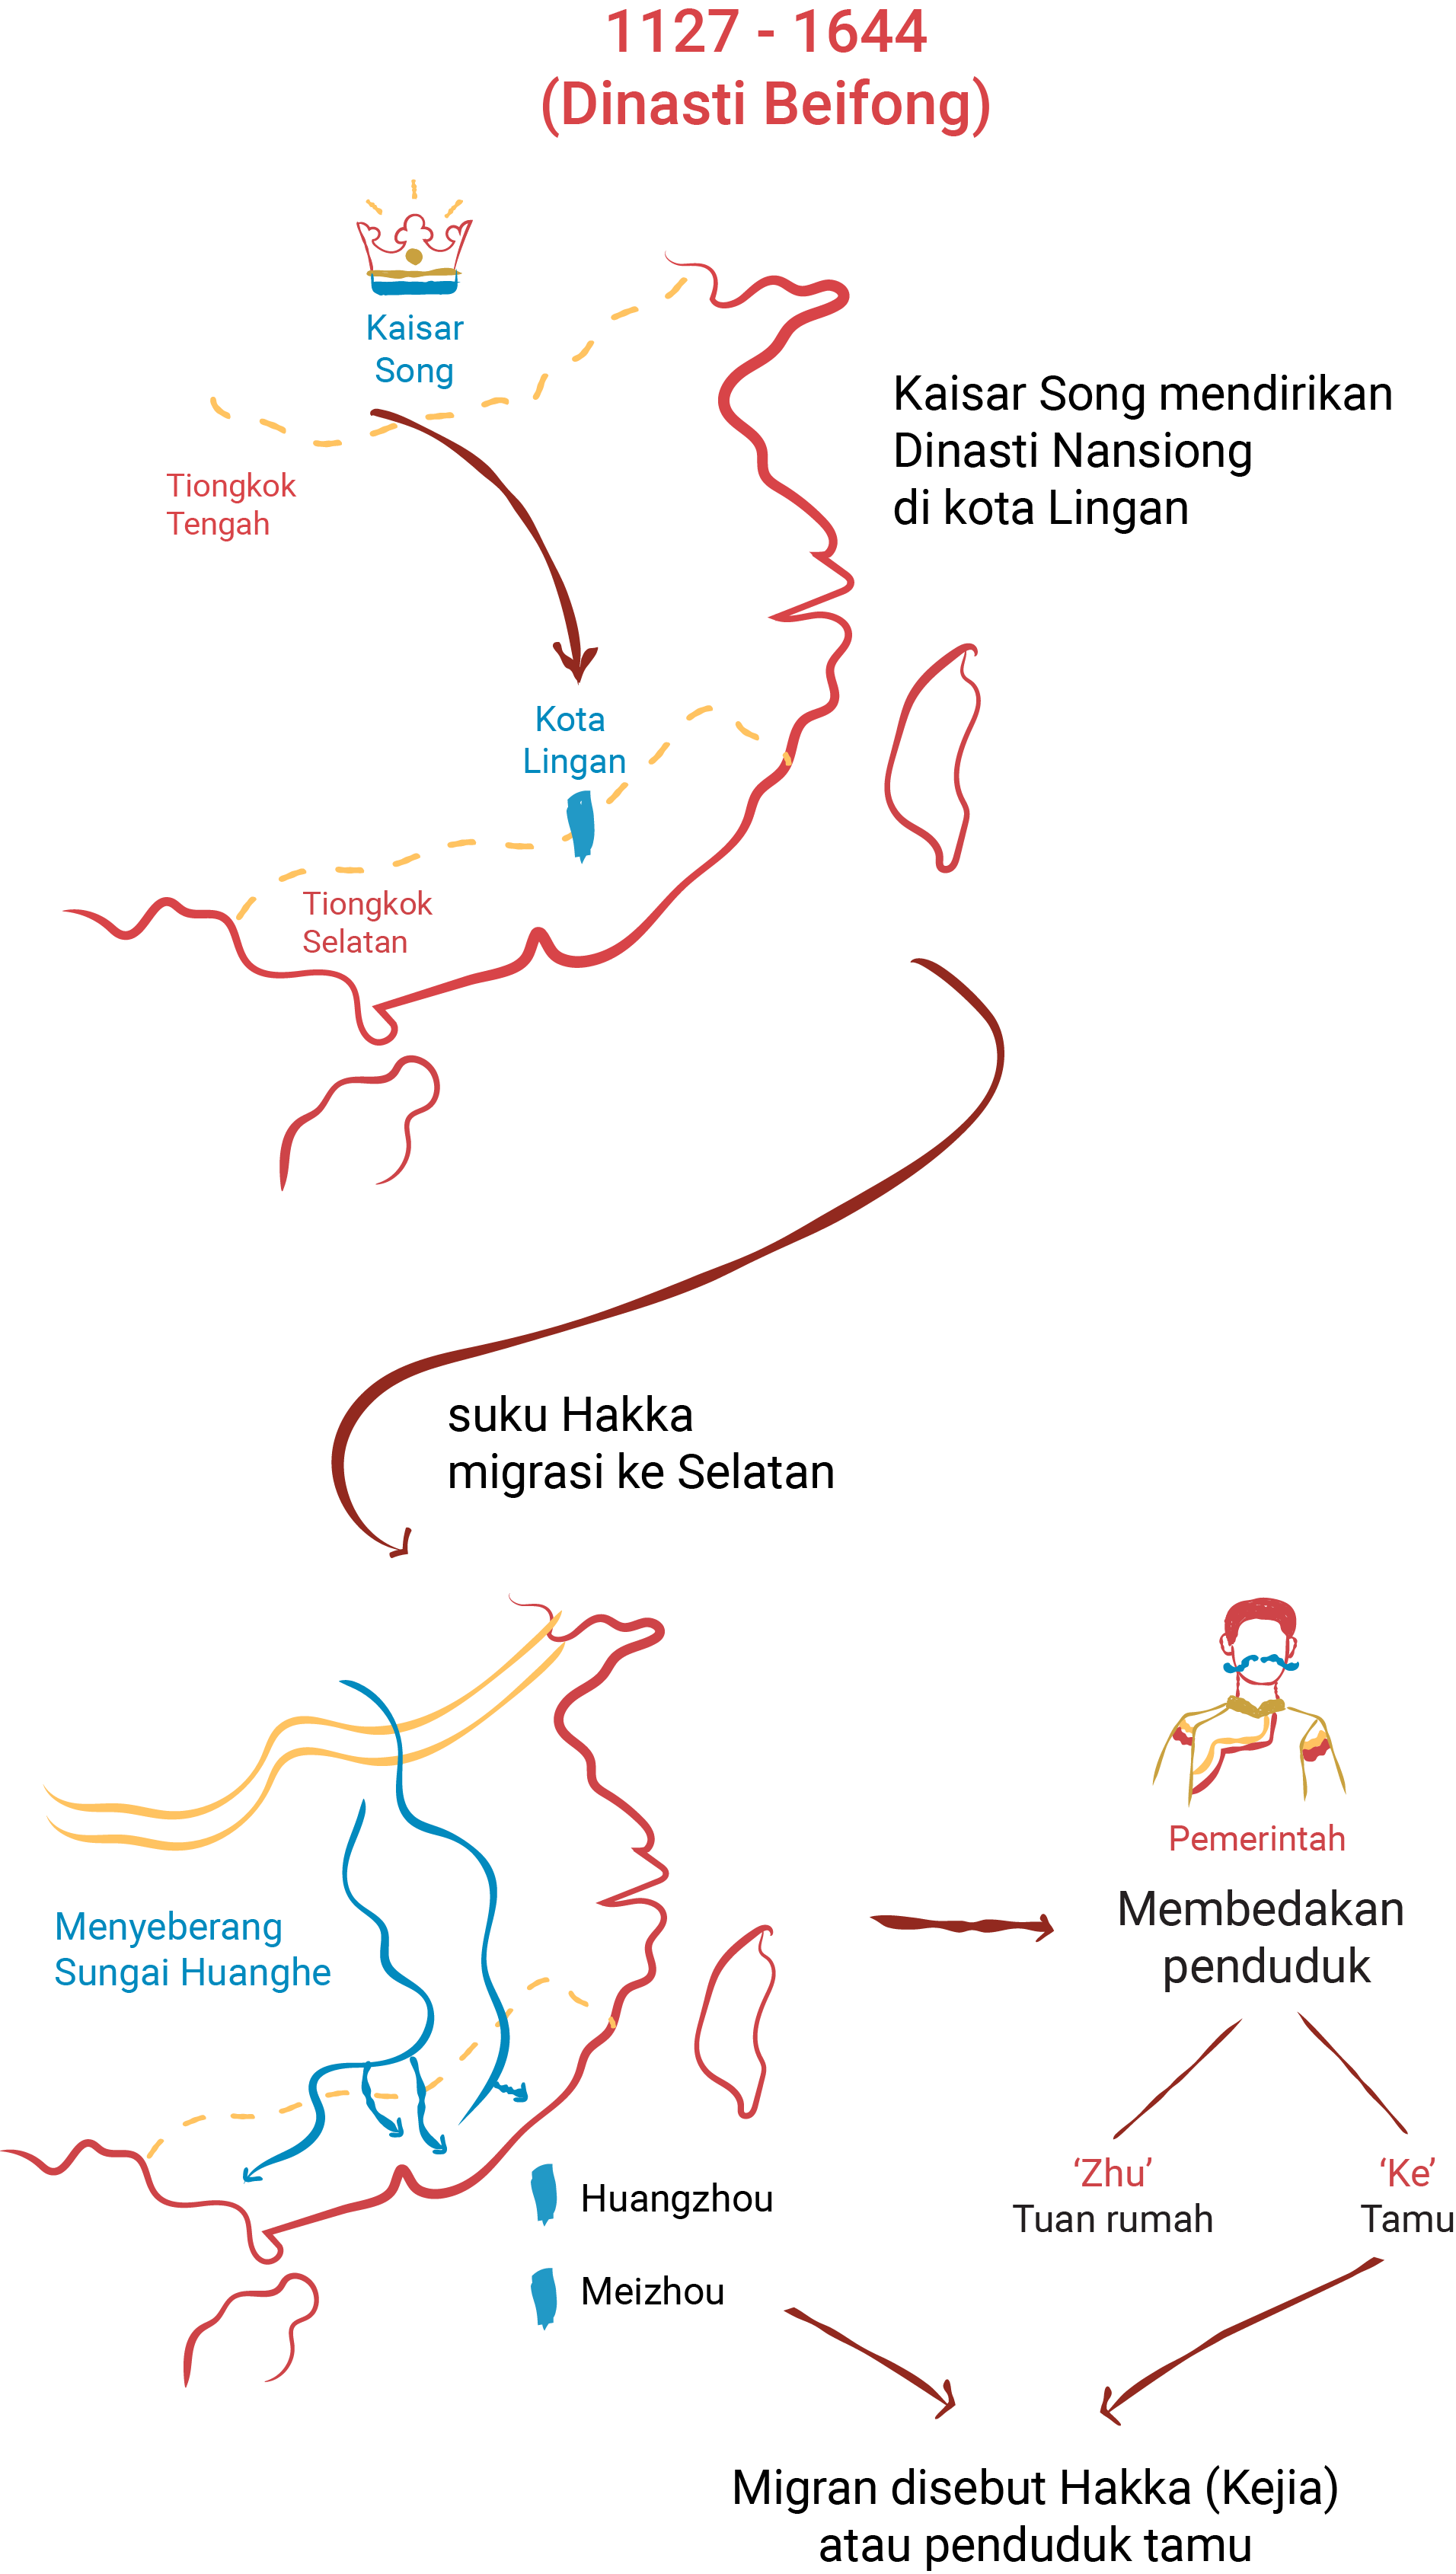 1127 - 1644
(Dinasti Beifong)
Kaisar
Song
Tiongkok
Tengah
Kaisar Song mendirikan
Dinasti Nansiong
di kota Lingan
Kota
Lingan
Tiongkok
Selatan
suku Hakka
migrasi ke Selatan
Menyeberang
Sungai Huanghe
Pemerintah
Membedakan
penduduk
‘Zhu’
Tuan rumah
‘Ke’
Tamu
Huangzhou
Meizhou
Migran disebut Hakka (Kejia)
atau penduduk tamu